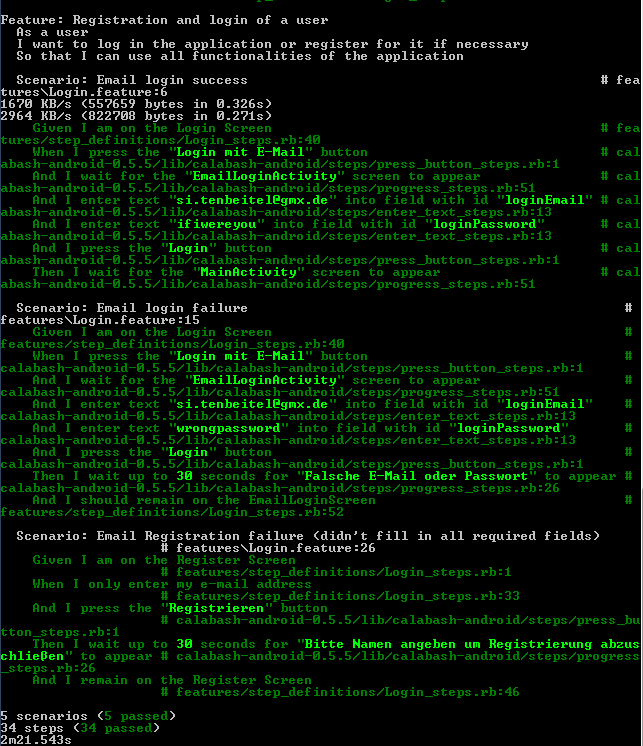 Feature: Registration and login of a user
As a user
I want to log in the application or register for it if necessary
So that I can use all functionalities of the application
Scenario: Email login success # fea
tures\Login.feature:6
1670 KB/s (557659 bytes in 0.326s)
2964 KB/s (822708 bytes in 0.271s)
Given I am on the Login Screen # fea
tures/step_definitions/Login_steps.rb:40
When I press the "Login mit E-Mail" button # cal
abash-android-0.5.5/lib/calabash-android/steps/press_button_steps.rb:1
And I wait for the "EmailLoginActivity" screen to appear # cal
abash-android-0.5.5/lib/calabash-android/steps/progress_steps.rb:51
And I enter text "si.tenbeitel@gmx.de" into field with id "loginEmail" # cal
abash-android-0.5.5/lib/calabash-android/steps/enter_text_steps.rb:13
And I enter text "ifiwereyou" into field with id "loginPassword" # cal
abash-android-0.5.5/lib/calabash-android/steps/enter_text_steps.rb:13
And I press the "Login" button # cal
abash-android-0.5.5/lib/calabash-android/steps/press_button_steps.rb:1
Then I wait for the "MainActivity" screen to appear # cal
abash-android-0.5.5/lib/calabash-android/steps/progress_steps.rb:51
Scenario: Email login failure #
features\Login.feature:15
Given I am on the Login Screen #
features/step_definitions/Login_steps.rb:40
When I press the "Login mit E-Mail" button #
calabash-android-0.5.5/lib/calabash-android/steps/press_button_steps.rb:1
And I wait for the "EmailLoginActivity" screen to appear #
calabash-android-0.5.5/lib/calabash-android/steps/progress_steps.rb:51
And I enter text "si.tenbeitel@gmx.de" into field with id "loginEmail" #
calabash-android-0.5.5/lib/calabash-android/steps/enter_text_steps.rb:13
And I enter text "wrongpassword" into field with id "loginPassword" #
calabash-android-0.5.5/lib/calabash-android/steps/enter_text_steps.rb:13
And I press the "Login" button #
calabash-android-0.5.5/lib/calabash-android/steps/press_button_steps.rb:1
Then I wait up to 30 seconds for "Falsche E-Mail oder Passwort" to appear #
calabash-android-0.5.5/lib/calabash-android/steps/progress_steps.rb:26
And I should remain on the EmailLoginScreen #
features/step_definitions/Login_steps.rb:52
Scenario: Email Registration failure (didn't fill in all required fields)
# features\Login.feature:26
Given I am on the Register Screen
# features/step_definitions/Login_steps.rb:1
When I only enter my e-mail address
# features/step_definitions/Login_steps.rb:33
And I press the "Registrieren" button
# calabash-android-0.5.5/lib/calabash-android/steps/press_bu
tton_steps.rb:1
Then I wait up to 30 seconds for "Bitte Namen angeben um Registrierung abzus
chließen" to appear # calabash-android-0.5.5/lib/calabash-android/steps/progress
_steps.rb:26
And I remain on the Register Screen
# features/step_definitions/Login_steps.rb:46
5 scenarios (5 passed)
34 steps (34 passed)
2m21.543s